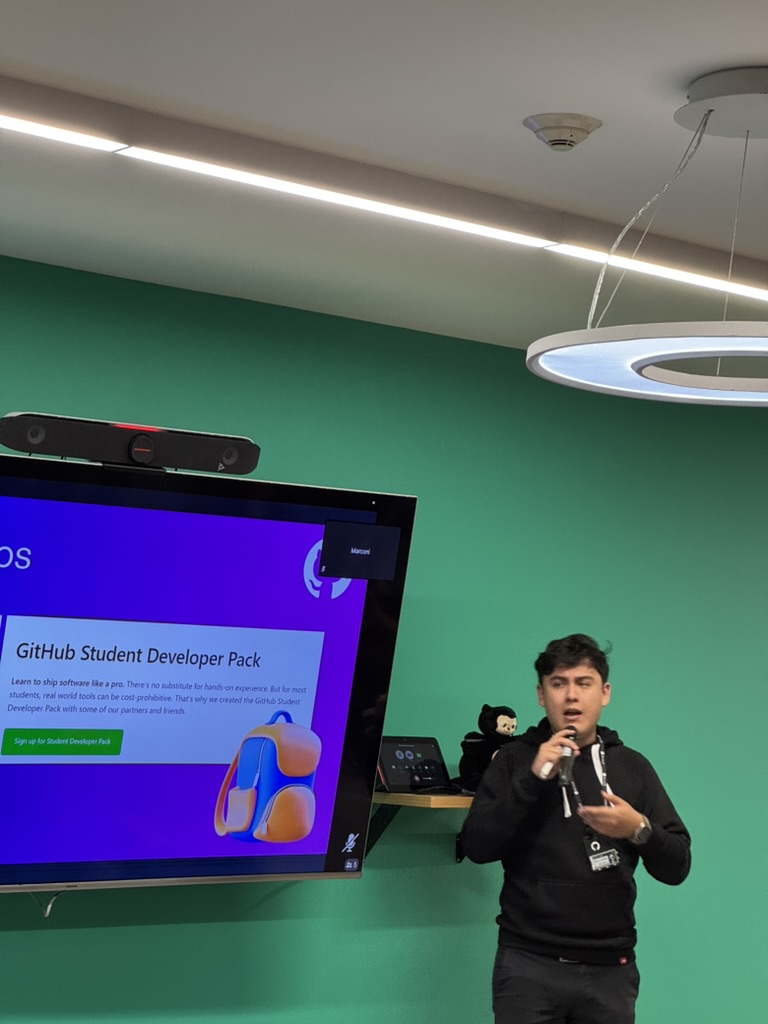 os
Marconi
GitHub Student Developer Pack
Learn to ship software like a pro. There's no substitute for hands-on experience. But for most
students, real world tools can be cost-prohibitive. That's why we created the GitHub Student
Developer Pack with some of our partners and friends.
Sign up for Student Developer Pack